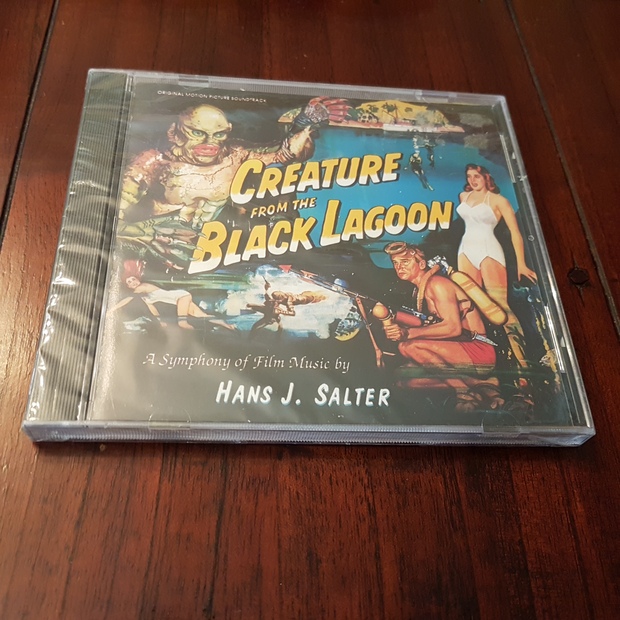 ORIGINAL MOTION PICTURE SOUNDTRACK
CREATURE
FROM THE
BLACK LAGOON
A Symphony of Film Music by
HANS J. SALTER